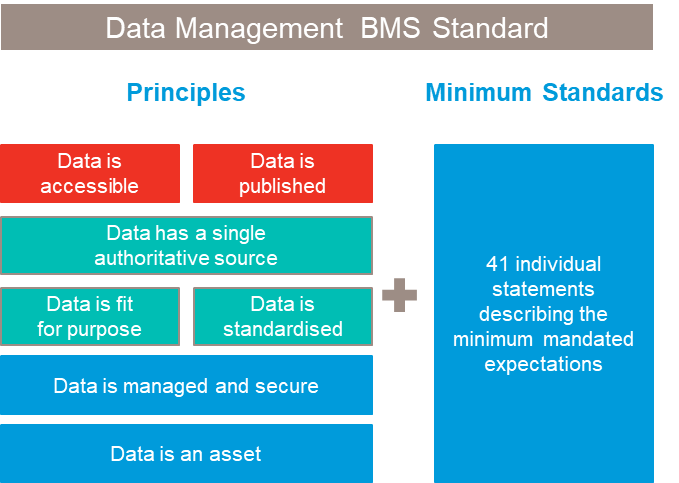 Data Management BMS Standard
Principles
Minimum Standards
Data is
accessible
Data is
published
Data has a single
authoritative source
Data is fit
for purpose
Data is
standardised
Data is managed and secure
Data is an asset
41 individual
statements
describing the
minimum mandated
expectations